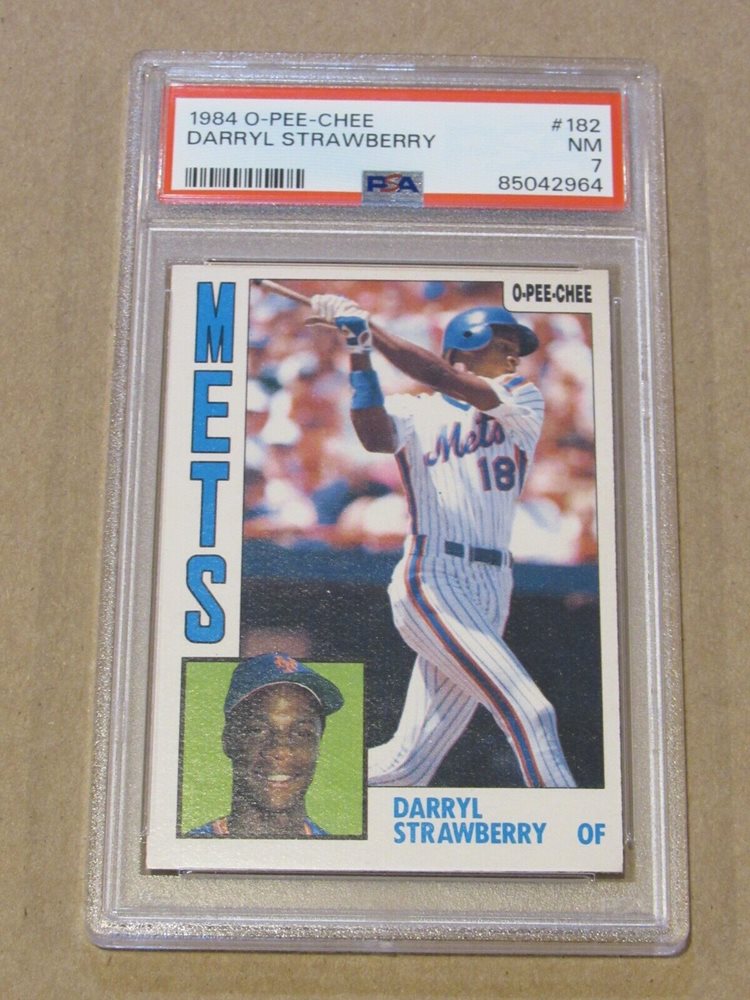 1984 O-PEE-CHEE #182
DARRYL STRAWBERRY NM
7
PSA 85042964
O-PEE-CHEE
METS
Mets
18
DARRYL
STRAWBERRY OF